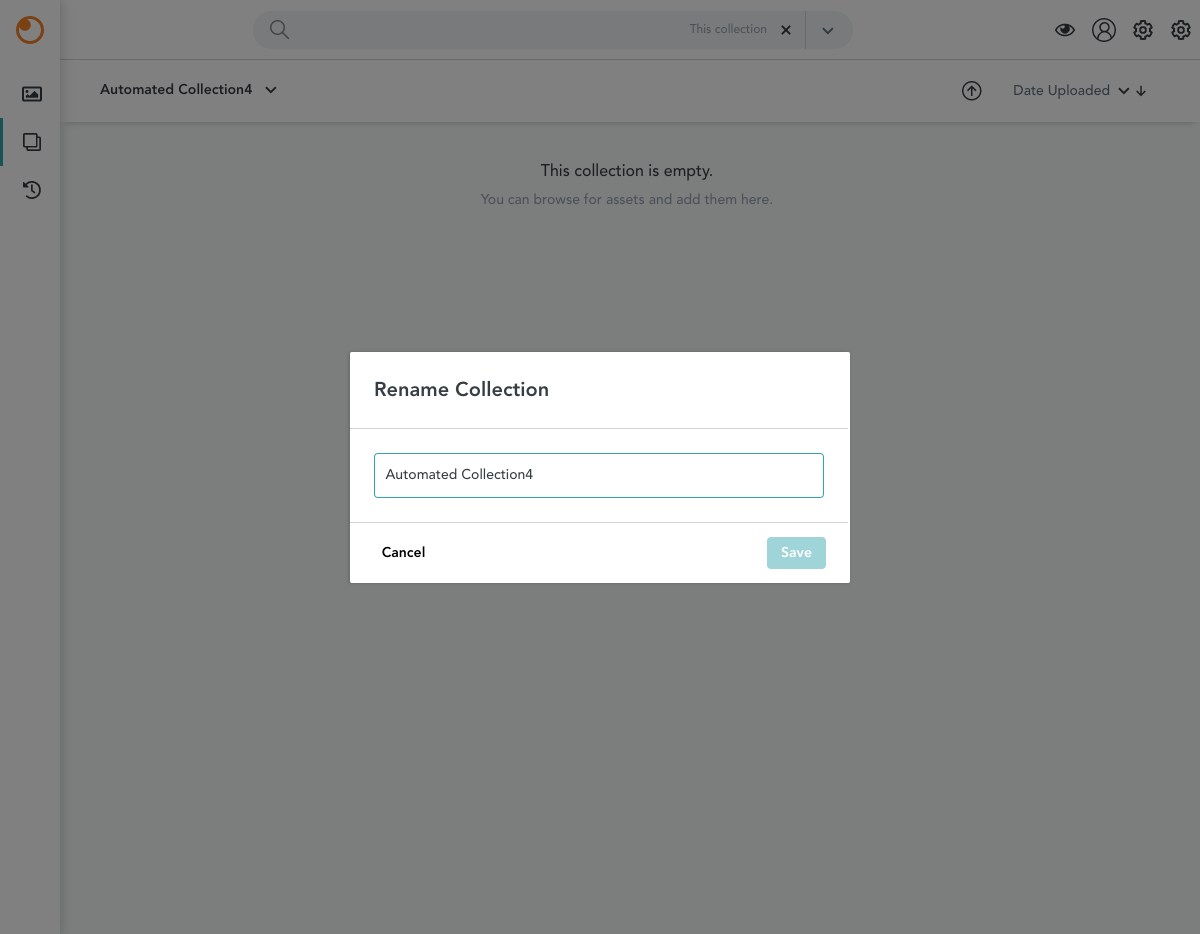 This collection
Automated Collection4
Date Uploaded
This collection is empty.
You can browse for assets and add them here.
Rename Collection
Automated Collection4
Cancel
Save